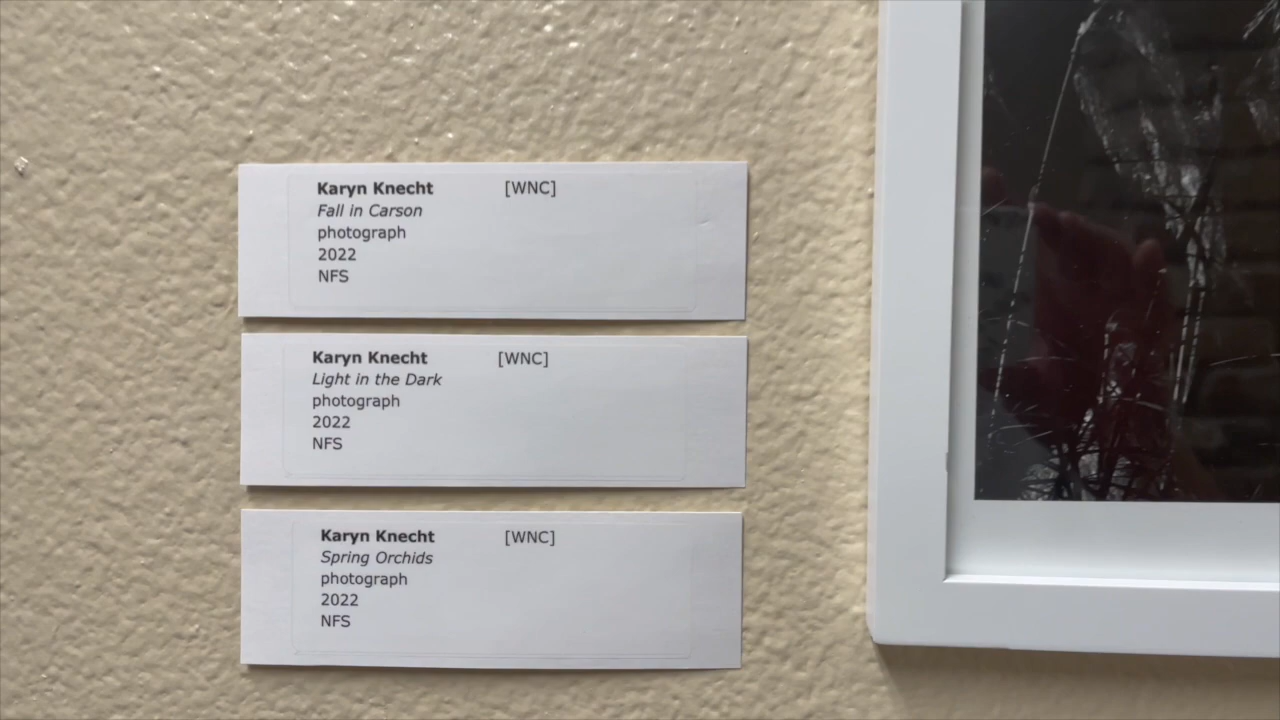 Karyn Knecht [WNC]
Fall in Carson
photograph
2022
NFS
Karyn Knecht [WNC]
Light in the Dark
photograph
2022
NFS
Karyn Knecht [WNC]
Spring Orchids
photograph
2022
NFS